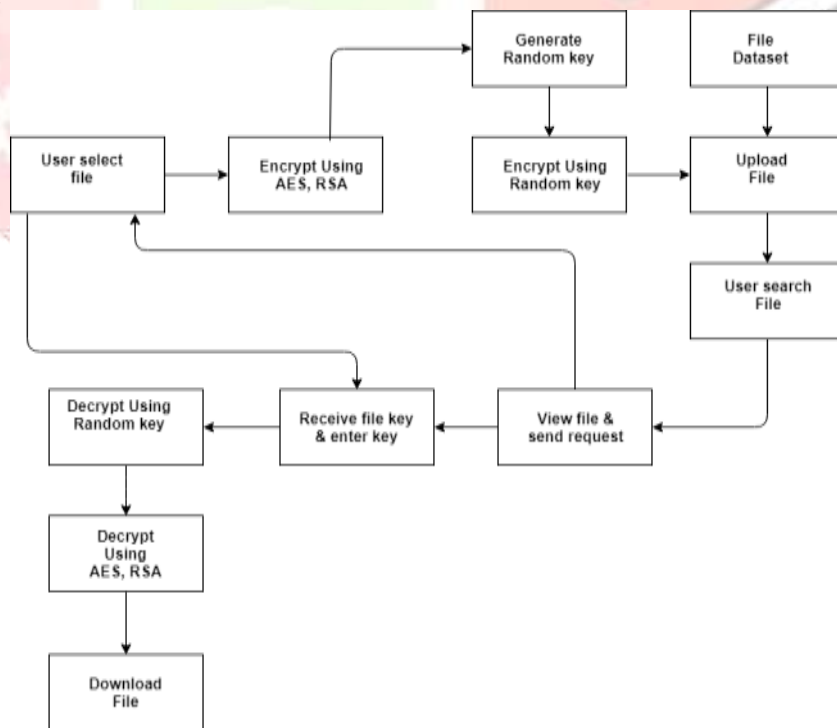 Generate
Random key
File
Dataset
User select
file
Encrypt Using
AES, RSA
Encrypt Using
Random key
Upload
File
User search
File
Decrypt Using
Random key
Receive file key
& enter key
View file &
send request
Decrypt
Using
AES, RSA
Download
File